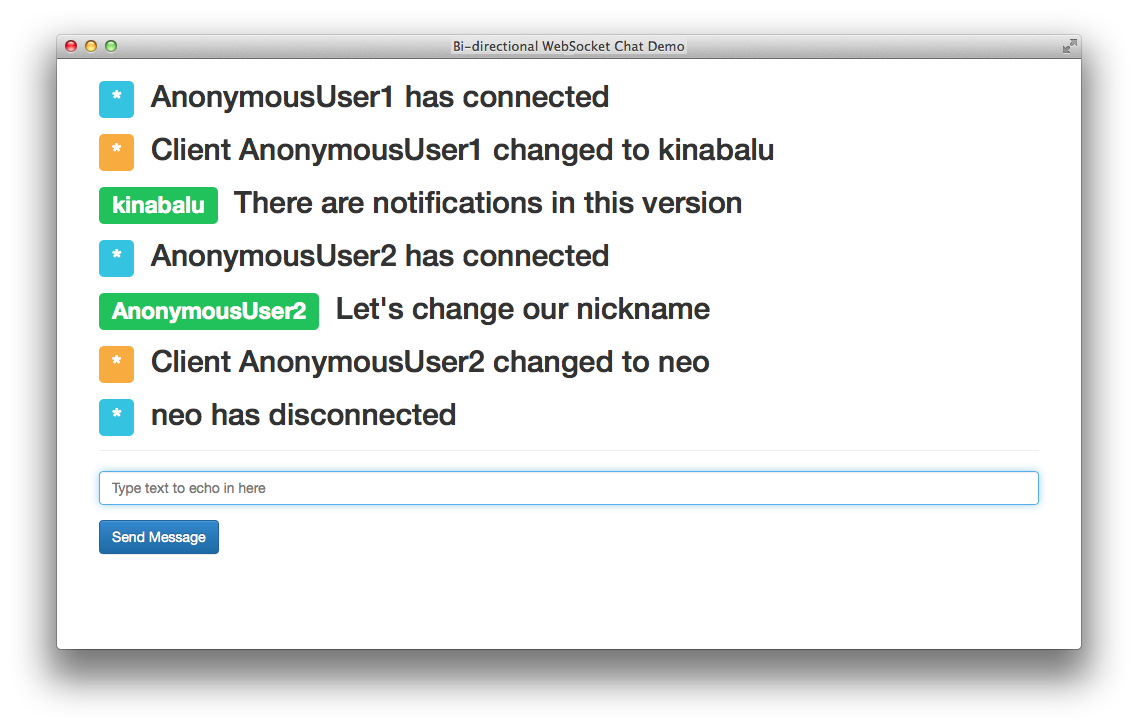 Bi-directional WebSocket Chat Demo
* AnonymousUser1 has connected
* Client AnonymousUser1 changed to kinabalu
kinabalu There are notifications in this version
* AnonymousUser2 has connected
AnonymousUser2 Let's change our nickname
* Client AnonymousUser2 changed to neo
* neo has disconnected
Type text to echo in here
Send Message